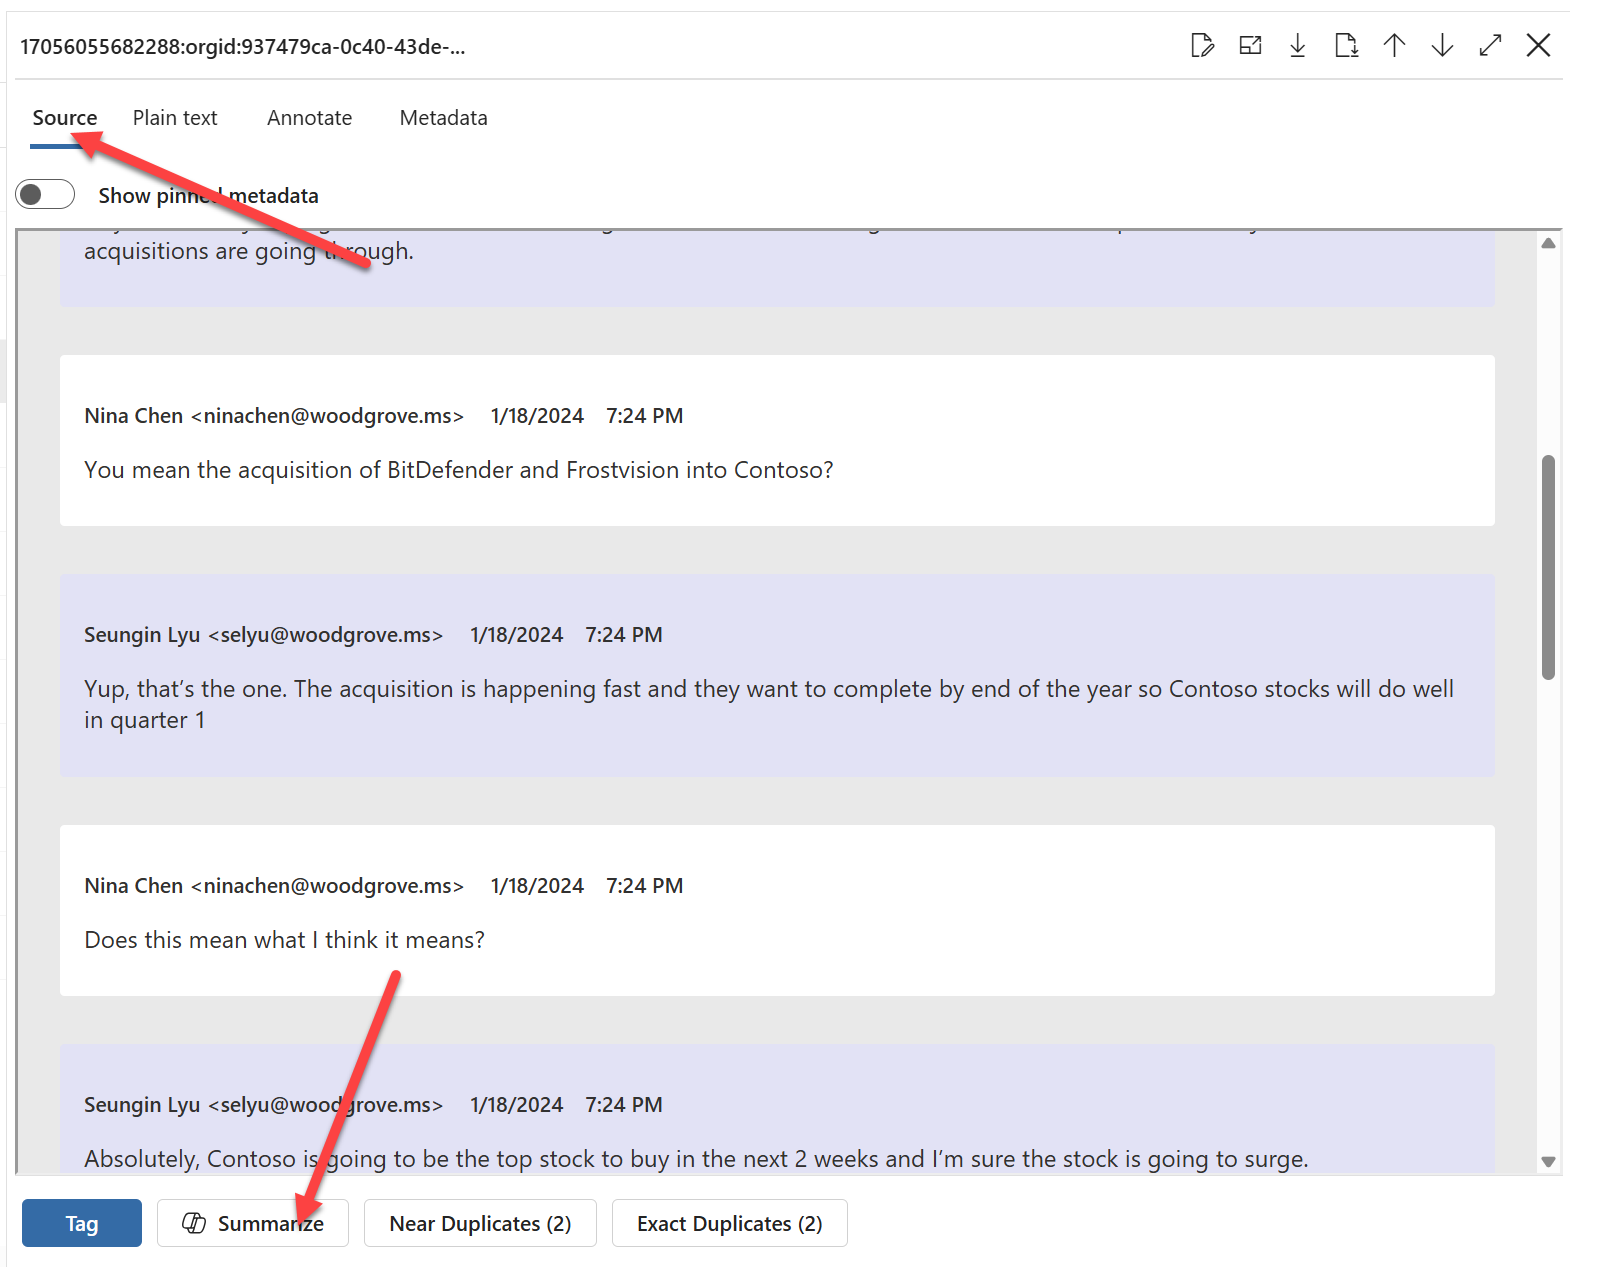 17056055682288:orgid:937479ca-0c40-43de-...
Source Plain text Annotate Metadata
Show pinned metadata
acquisitions are going through.
Nina Chen <ninachen@woodgrove.ms> 1/18/2024 7:24 PM
You mean the acquisition of BitDefender and Frostvision into Contoso?
Seungin Lyu <selyu@woodgrove.ms> 1/18/2024 7:24 PM
Yup, that’s the one. The acquisition is happening fast and they want to complete by end of the year so Contoso stocks will do well
in quarter 1
Nina Chen <ninachen@woodgrove.ms> 1/18/2024 7:24 PM
Does this mean what I think it means?
Seungin Lyu <selyu@woodgrove.ms> 1/18/2024 7:24 PM
Absolutely, Contoso is going to be the top stock to buy in the next 2 weeks and I’m sure the stock is going to surge.
Tag Summarize Near Duplicates (2) Exact Duplicates (2)